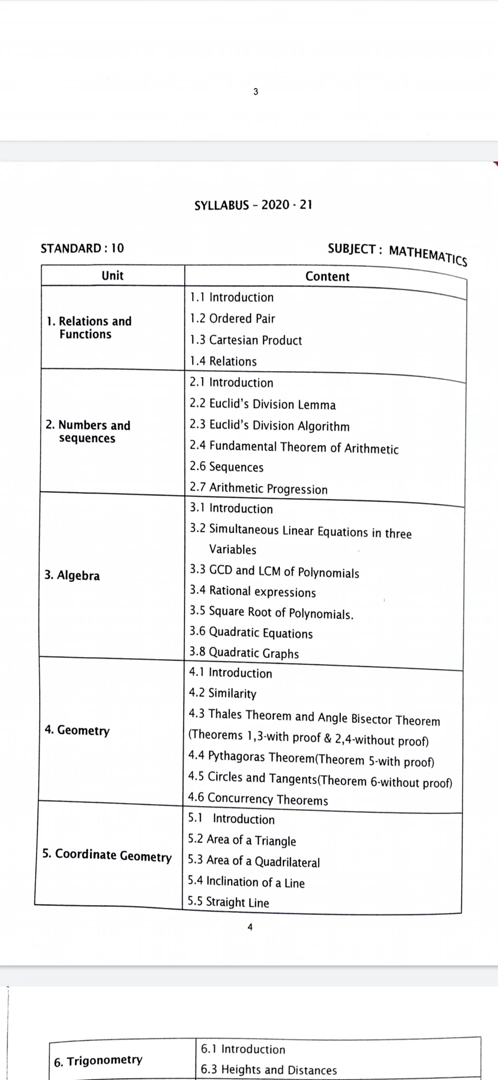 3
SYLLABUS – 2020 - 21
STANDARD : 10
SUBJECT : MATHEMATICS
Unit
Content
1. Relations and
Functions
1.1 Introduction
1.2 Ordered Pair
1.3 Cartesian Product
1.4 Relations
2. Numbers and
sequences
2.1 Introduction
2.2 Euclid's Division Lemma
2.3 Euclid's Division Algorithm
2.4 Fundamental Theorem of Arithmetic
2.6 Sequences
2.7 Arithmetic Progression
3. Algebra
3.1 Introduction
3.2 Simultaneous Linear Equations in three
Variables
3.3 GCD and LCM of Polynomials
3.4 Rational expressions
3.5 Square Root of Polynomials.
3.6 Quadratic Equations
3.8 Quadratic Graphs
4. Geometry
4.1 Introduction
4.2 Similarity
4.3 Thales Theorem and Angle Bisector Theorem
(Theorems 1,3-with proof & 2,4-without proof)
4.4 Pythagoras Theorem(Theorem 5-with proof)
4.5 Circles and Tangents(Theorem 6-without proof)
4.6 Concurrency Theorems
5. Coordinate Geometry
5.1 Introduction
5.2 Area of a Triangle
5.3 Area of a Quadrilateral
5.4 Inclination of a Line
5.5 Straight Line
4
6. Trigonometry
6.1 Introduction
6.3 Heights and Distances